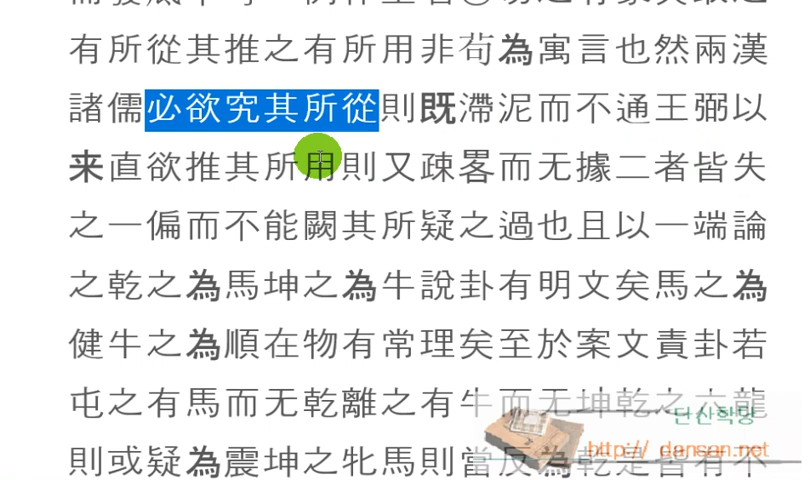 有所從其推之有所用非苟為寓言也然兩漢
諸儒必欲究其所從則既滯泥而不通王弼以
来直欲推其所用則又疎畧而无據二者皆失
之一偏而不能闕其所疑之過也且以一端論
之乾之為馬坤之為牛說卦有明文矣馬之為
健牛之為順在物有常理矣至於案文責卦若
屯之有馬而无乾離之有牛而无坤乾之六龍
則或疑為震坤之牝馬則當反為乾是皆有不
단산학당
http:// dansan.net